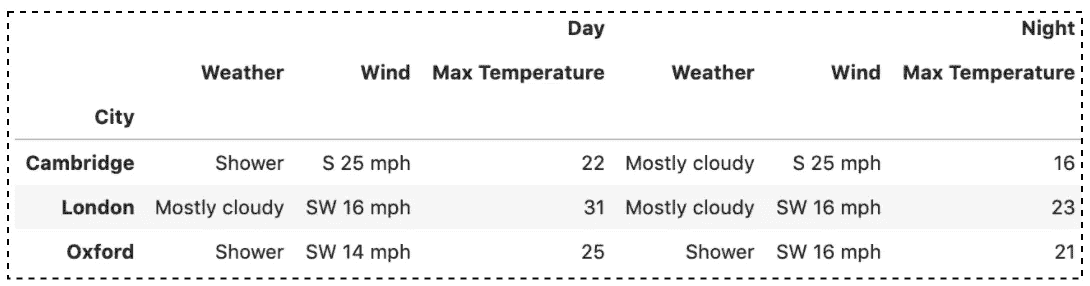 Day Night
Weather Wind Max Temperature Weather Wind Max Temperature
City
Cambridge Shower S 25 mph 22 Mostly cloudy S 25 mph 16
London Mostly cloudy SW 16 mph 31 Mostly cloudy SW 16 mph 23
Oxford Shower SW 14 mph 25 Shower SW 16 mph 21